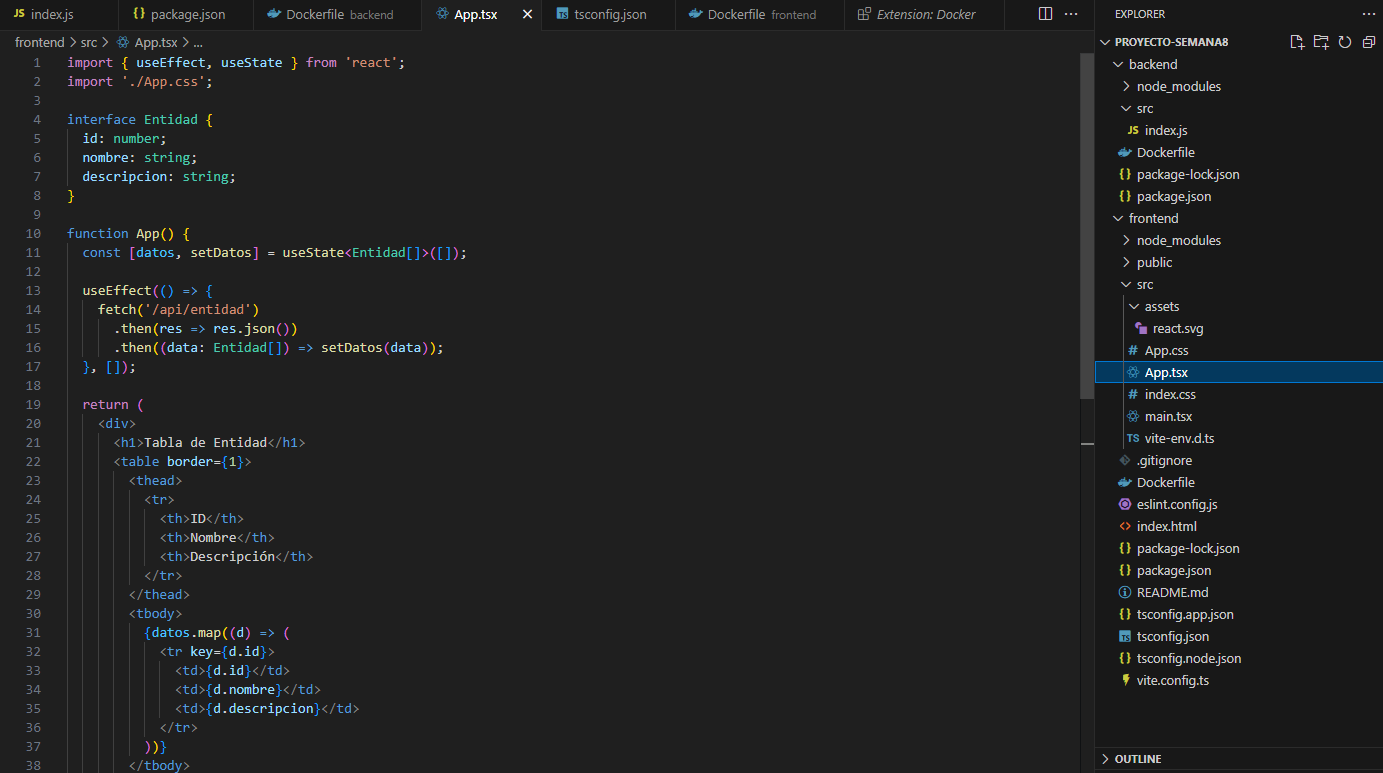 JS index.js {} package.json Dockerfile backend App.tsx × TS tsconfig.json Dockerfile frontend Extension: Docker ···
frontend > src > App.tsx > ...
1 import { useEffect, useState } from 'react';
2 import './App.css';
3
4 interface Entidad {
5 id: number;
6 nombre: string;
7 descripcion: string;
8 }
9
10 function App() {
11 const [datos, setDatos] = useState<Entidad[]>([]);
12
13 useEffect(() => {
14 fetch('/api/entidad')
15 .then(res => res.json())
16 .then((data: Entidad[]) => setDatos(data));
17 }, []);
18
19 return (
20 <div>
21 <h1>Tabla de Entidad</h1>
22 <table border={1}>
23 <thead>
24 <tr>
25 <th>ID</th>
26 <th>Nombre</th>
27 <th>Descripción</th>
28 </tr>
29 </thead>
30 <tbody>
31 {datos.map((d) => (
32 <tr key={d.id}>
33 <td>{d.id}</td>
34 <td>{d.nombre}</td>
35 <td>{d.descripcion}</td>
36 </tr>
37 ))}
38 </tbody>
EXPLORER ···
PROYECTO-SEMANA8
backend
node_modules
src
JS index.js
Dockerfile
{} package-lock.json
{} package.json
frontend
node_modules
public
src
assets
react.svg
# App.css
App.tsx
# index.css
main.tsx
TS vite-env.d.ts
.gitignore
Dockerfile
eslint.config.js
<> index.html
{} package-lock.json
{} package.json
README.md
{} tsconfig.app.json
TS tsconfig.json
{} tsconfig.node.json
vite.config.ts
OUTLINE